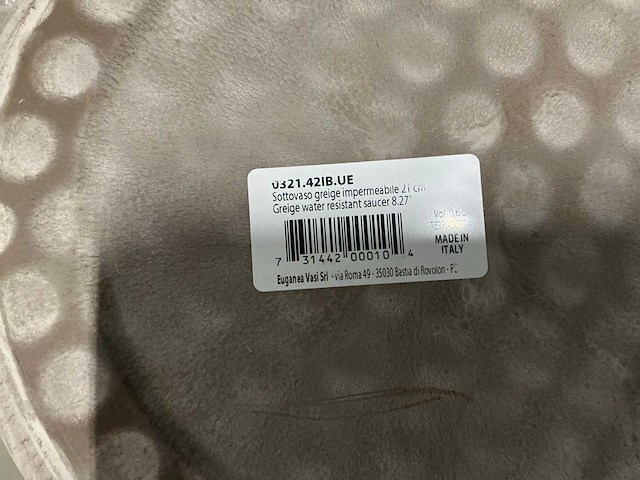 0321.42IB.UE
Sottovaso greige impermeabile 21 cm
Greige water resistant saucer 8.27"
MADE IN
ITALY
7 31442 00010 4
Euganea Vasi Srl - via Roma 49 - 35030 Bastia di Rovolon -